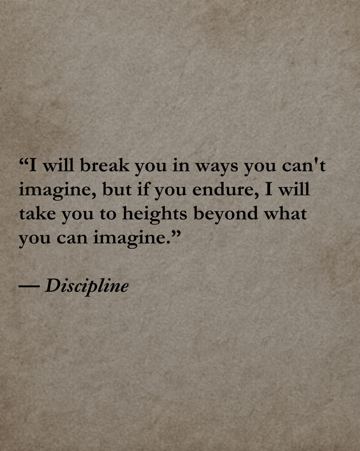 “I will break you in ways you can't
imagine, but if you endure, I will
take you to heights beyond what
you can imagine.”
— Discipline